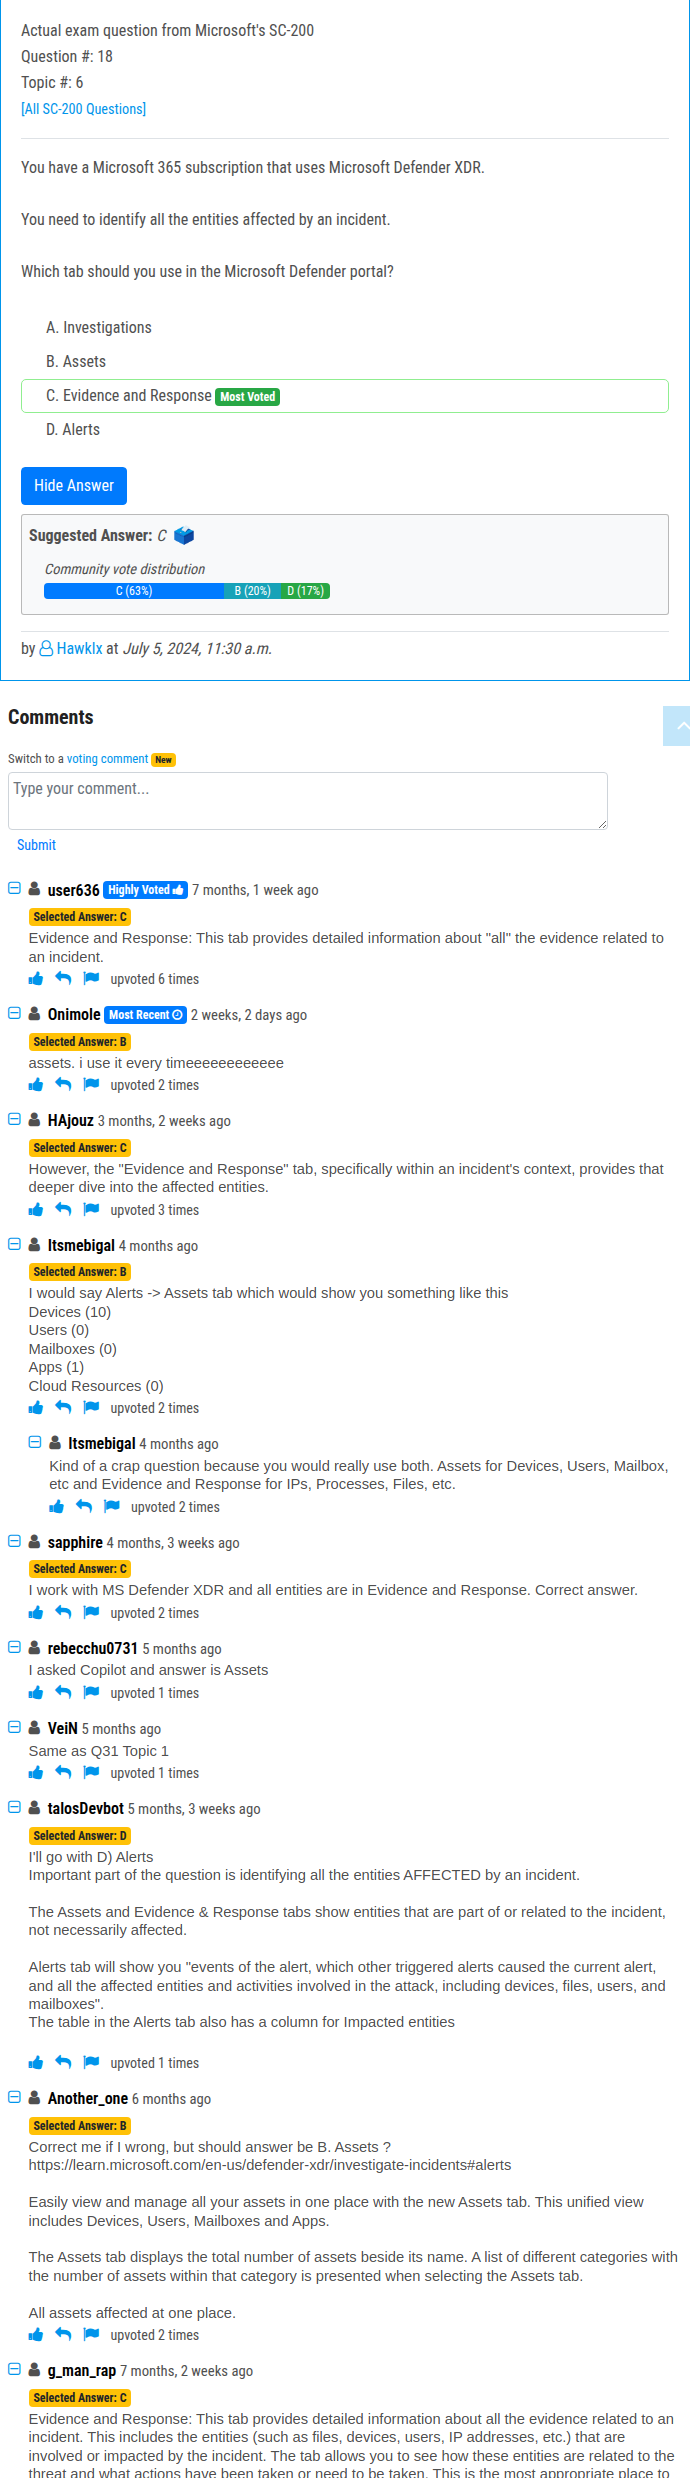 Actual exam question from Microsoft's SC-200
Question #: 18
Topic #: 6
[All SC-200 Questions]
You have a Microsoft 365 subscription that uses Microsoft Defender XDR.
You need to identify all the entities affected by an incident.
Which tab should you use in the Microsoft Defender portal?
A. Investigations
B. Assets
C. Evidence and Response Most Voted
D. Alerts
Hide Answer
Suggested Answer: C
Community vote distribution
C (63%) B (20%) D (17%)
by Hawklx at July 5, 2024, 11:30 a.m.
Comments
Switch to a voting comment New
Type your comment...
Submit
user636 Highly Voted 7 months, 1 week ago
Selected Answer: C
Evidence and Response: This tab provides detailed information about "all" the evidence related to
an incident.
upvoted 6 times
Onimole Most Recent 2 weeks, 2 days ago
Selected Answer: B
assets. i use it every timeeeeeeeeeeee
upvoted 2 times
HAjouz 3 months, 2 weeks ago
Selected Answer: C
However, the "Evidence and Response" tab, specifically within an incident's context, provides that
deeper dive into the affected entities.
upvoted 3 times
Itsmebigal 4 months ago
Selected Answer: B
I would say Alerts -> Assets tab which would show you something like this
Devices (10)
Users (0)
Mailboxes (0)
Apps (1)
Cloud Resources (0)
upvoted 2 times
Itsmebigal 4 months ago
Kind of a crap question because you would really use both. Assets for Devices, Users, Mailbox,
etc and Evidence and Response for IPs, Processes, Files, etc.
upvoted 2 times
sapphire 4 months, 3 weeks ago
Selected Answer: C
I work with MS Defender XDR and all entities are in Evidence and Response. Correct answer.
upvoted 2 times
rebecchu0731 5 months ago
I asked Copilot and answer is Assets
upvoted 1 times
VeiN 5 months ago
Same as Q31 Topic 1
upvoted 1 times
talosDevbot 5 months, 3 weeks ago
Selected Answer: D
I'll go with D) Alerts
Important part of the question is identifying all the entities AFFECTED by an incident.
The Assets and Evidence & Response tabs show entities that are part of or related to the incident,
not necessarily affected.
Alerts tab will show you "events of the alert, which other triggered alerts caused the current alert,
and all the affected entities and activities involved in the attack, including devices, files, users, and
mailboxes".
The table in the Alerts tab also has a column for Impacted entities
upvoted 1 times
Another_one 6 months ago
Selected Answer: B
Correct me if I wrong, but should answer be B. Assets ?
https://learn.microsoft.com/en-us/defender-xdr/investigate-incidents#alerts
Easily view and manage all your assets in one place with the new Assets tab. This unified view
includes Devices, Users, Mailboxes and Apps.
The Assets tab displays the total number of assets beside its name. A list of different categories with
the number of assets within that category is presented when selecting the Assets tab.
All assets affected at one place.
upvoted 2 times
g_man_rap 7 months, 2 weeks ago
Selected Answer: C
Evidence and Response: This tab provides detailed information about all the evidence related to an
incident. This includes the entities (such as files, devices, users, IP addresses, etc.) that are
involved or impacted by the incident. The tab allows you to see how these entities are related to the
threat and what actions have been taken or need to be taken. This is the most appropriate place to